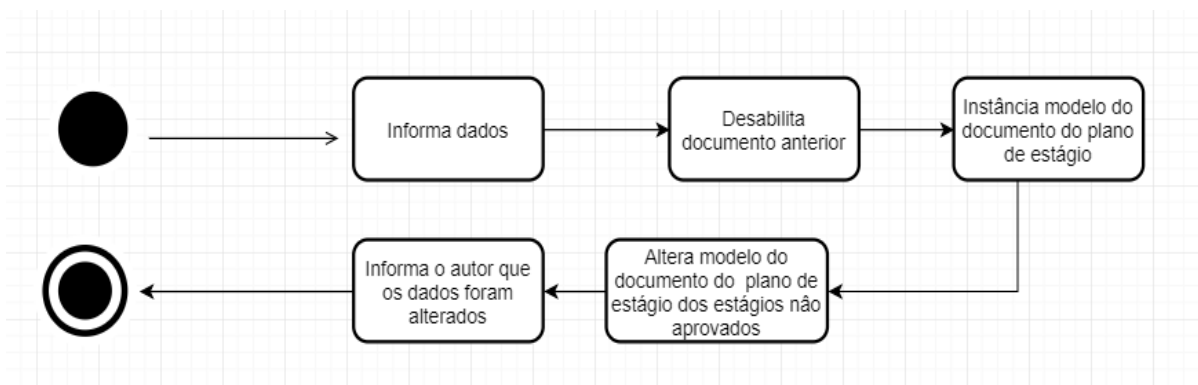 Informa dados
Desabilita
documento anterior
Instância modelo do
documento do plano
de estágio
Altera modelo do
documento do plano de
estágio dos estágios nâo
aprovados
Informa o autor que
os dados foram
alterados